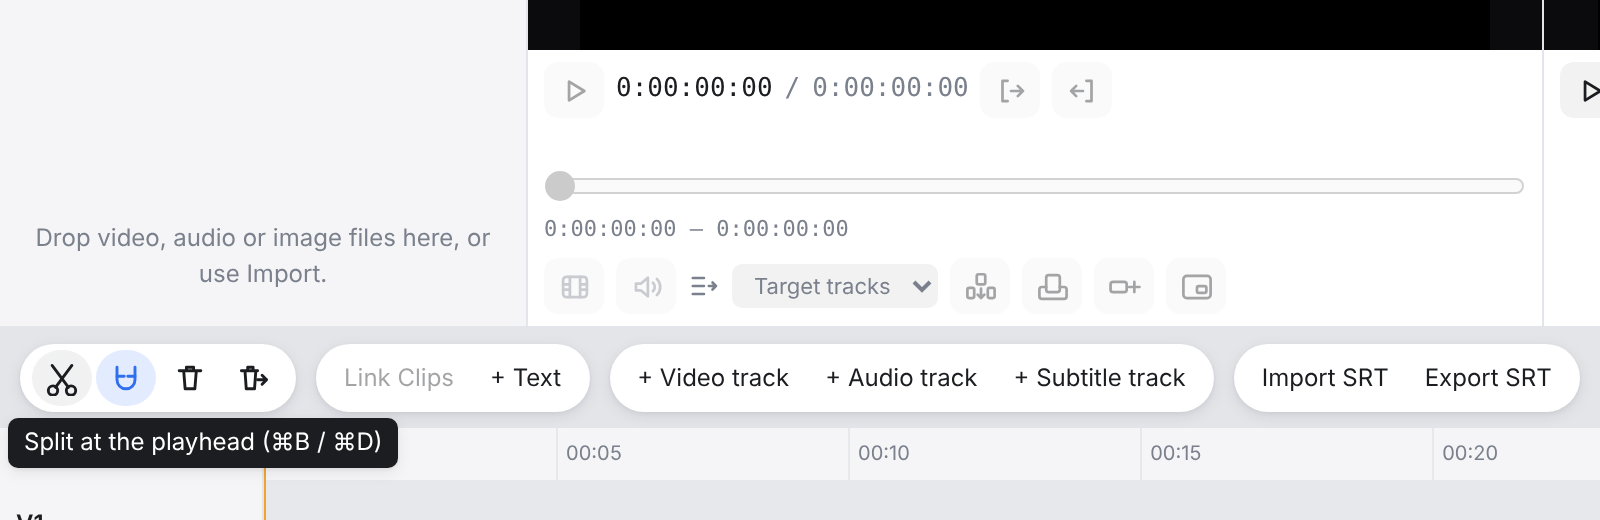 0:00:00:00 / 0:00:00:00
Drop video, audio or image files here, or
use Import.
0:00:00:00 — 0:00:00:00
Target tracks
Link Clips
+ Text
+ Video track
+ Audio track
+ Subtitle track
Import SRT
Export SRT
Split at the playhead (⌘B / ⌘D)
00:05
00:10
00:15
00:20
V1